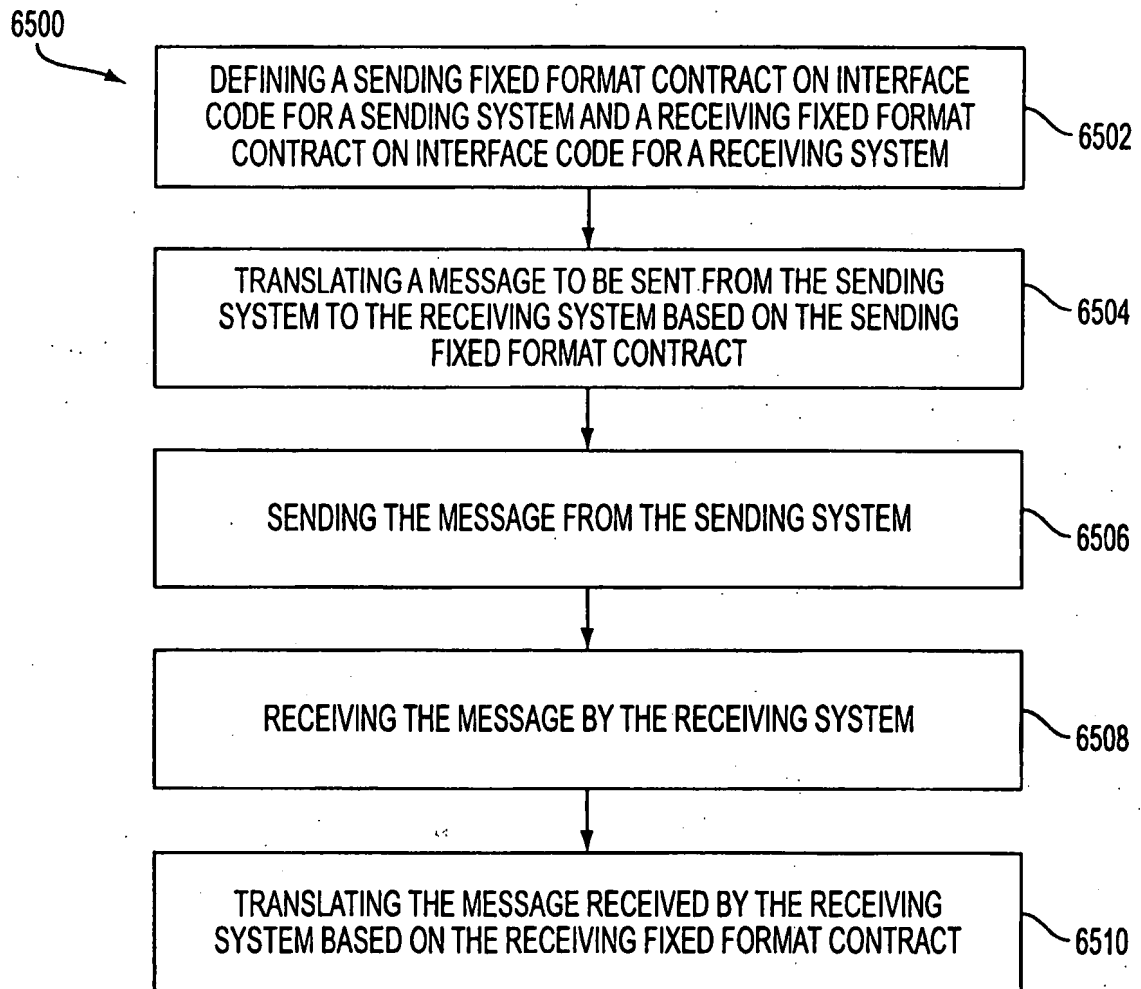 6500
DEFINING A SENDING FIXED FORMAT CONTRACT ON INTERFACE
CODE FOR A SENDING SYSTEM AND A RECEIVING FIXED FORMAT
CONTRACT ON INTERFACE CODE FOR A RECEIVING SYSTEM
6502
TRANSLATING A MESSAGE TO BE SENT FROM THE SENDING
SYSTEM TO THE RECEIVING SYSTEM BASED ON THE SENDING
FIXED FORMAT CONTRACT
6504
SENDING THE MESSAGE FROM THE SENDING SYSTEM
6506
RECEIVING THE MESSAGE BY THE RECEIVING SYSTEM
6508
TRANSLATING THE MESSAGE RECEIVED BY THE RECEIVING
SYSTEM BASED ON THE RECEIVING FIXED FORMAT CONTRACT
6510